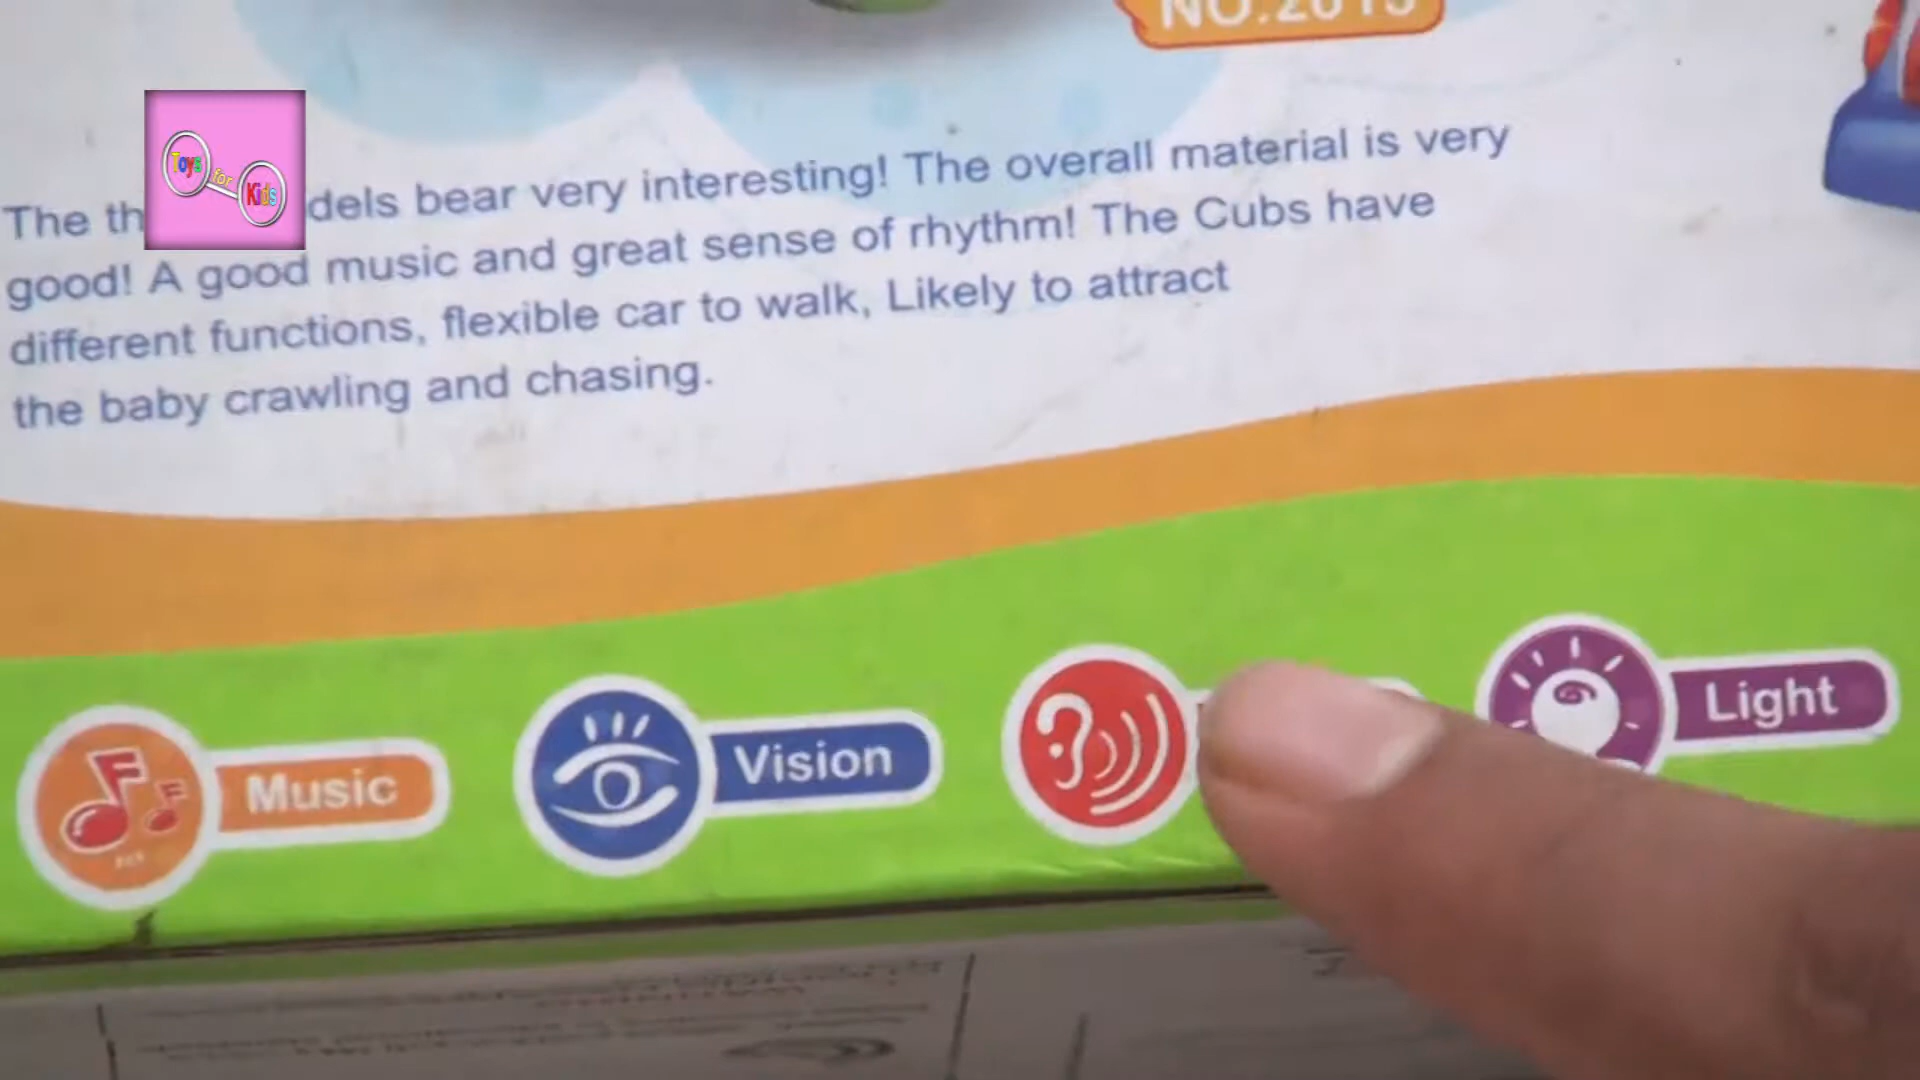 NO.2013
Toys
for
Kids
The th dels bear very interesting! The overall material is very
good! A good music and great sense of rhythm! The Cubs have
different functions, flexible car to walk, Likely to attract
the baby crawling and chasing.
Music
Vision
Light